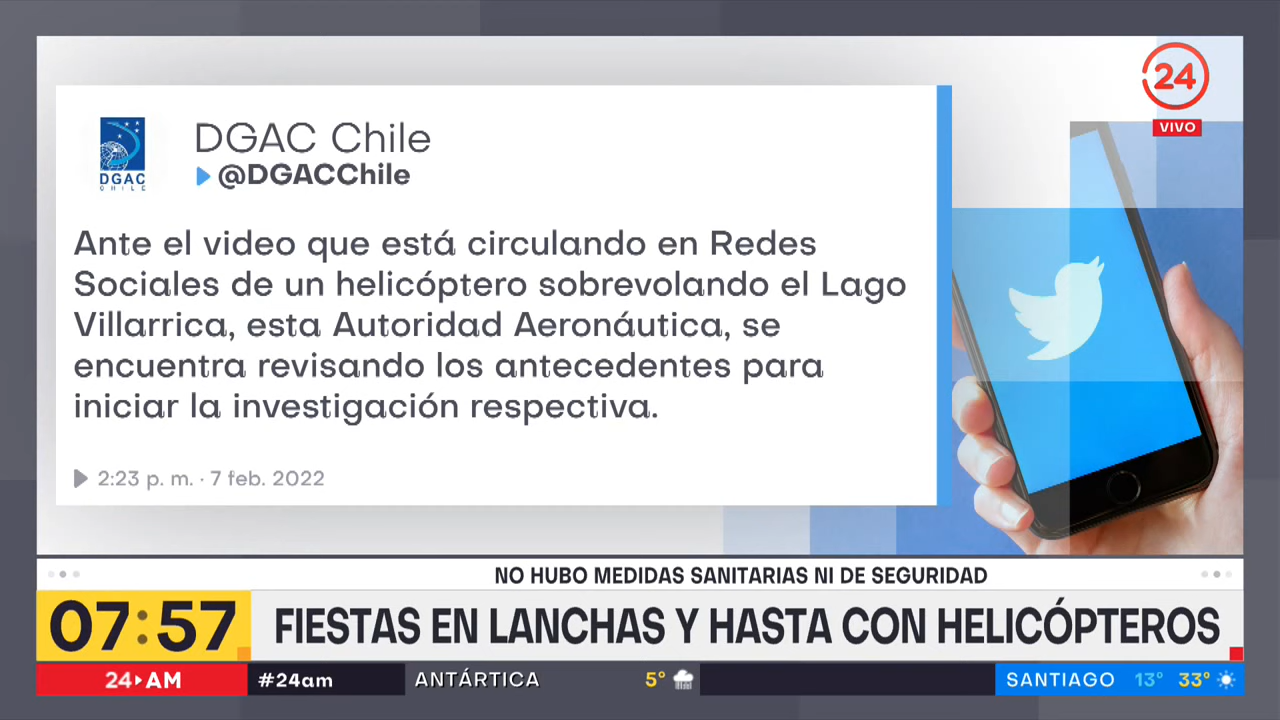 24
VIVO
DGAC
CHILE
DGAC Chile
@DGACChile
Ante el video que está circulando en Redes
Sociales de un helicóptero sobrevolando el Lago
Villarrica, esta Autoridad Aeronáutica, se
encuentra revisando los antecedentes para
iniciar la investigación respectiva.
2:23 p. m. · 7 feb. 2022
NO HUBO MEDIDAS SANITARIAS NI DE SEGURIDAD
07:57
FIESTAS EN LANCHAS Y HASTA CON HELICÓPTEROS
24 AM
#24am
ANTÁRTICA 5°
SANTIAGO 13° 33°